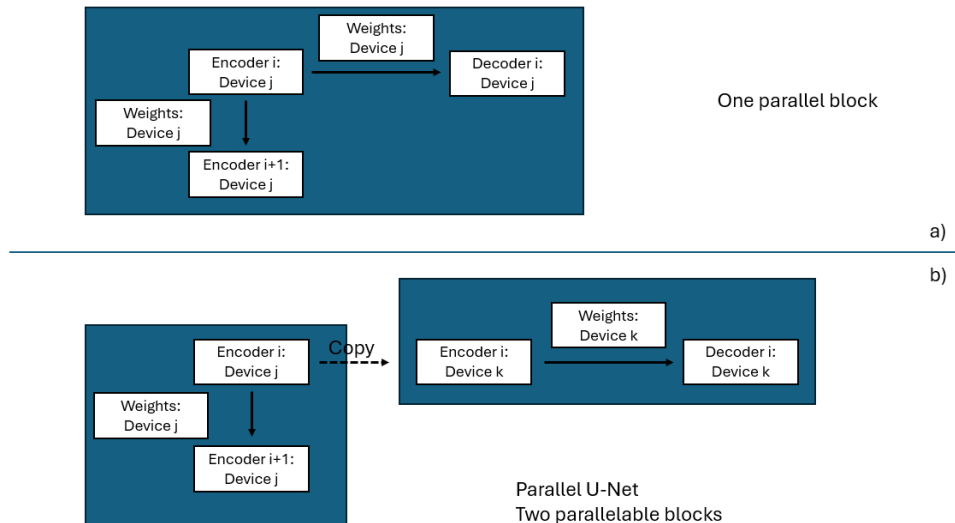 Weights:
Device j
Encoder i:
Device j
Decoder i:
Device j
Weights:
Device j
Encoder i+1:
Device j
One parallel block
a)
b)
Encoder i:
Device j
Copy
Weights:
Device k
Encoder i:
Device k
Decoder i:
Device k
Weights:
Device j
Encoder i+1:
Device j
Parallel U-Net
Two parallelable blocks